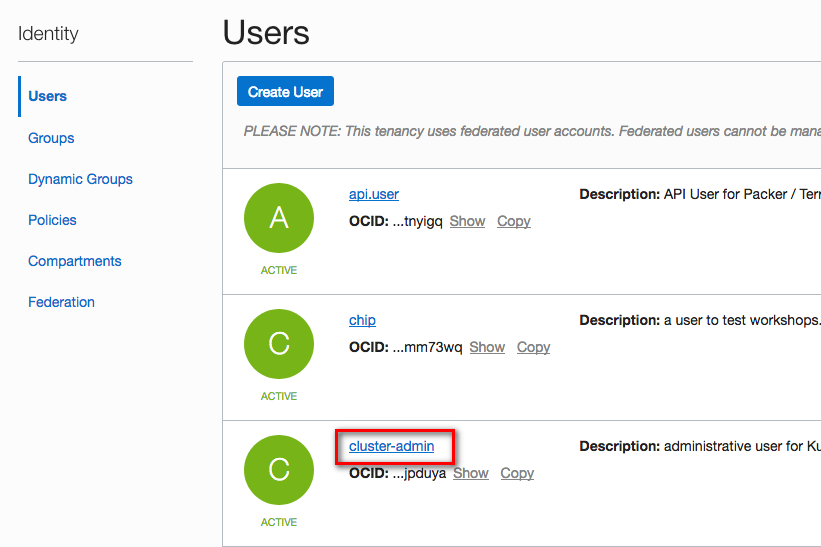 Identity
Users
Groups
Dynamic Groups
Policies
Compartments
Federation
Users
Create User
PLEASE NOTE: This tenancy uses federated user accounts. Federated users cannot be
A
ACTIVE
api.user
OCID: ...tnyigq Show Copy
Description: API User for Packer /
C
ACTIVE
chip
OCID: ...mm73wq Show Copy
Description: a user to test workshops.
C
ACTIVE
cluster-admin
OCID: ...jpduya Show Copy
Description: administrative user for